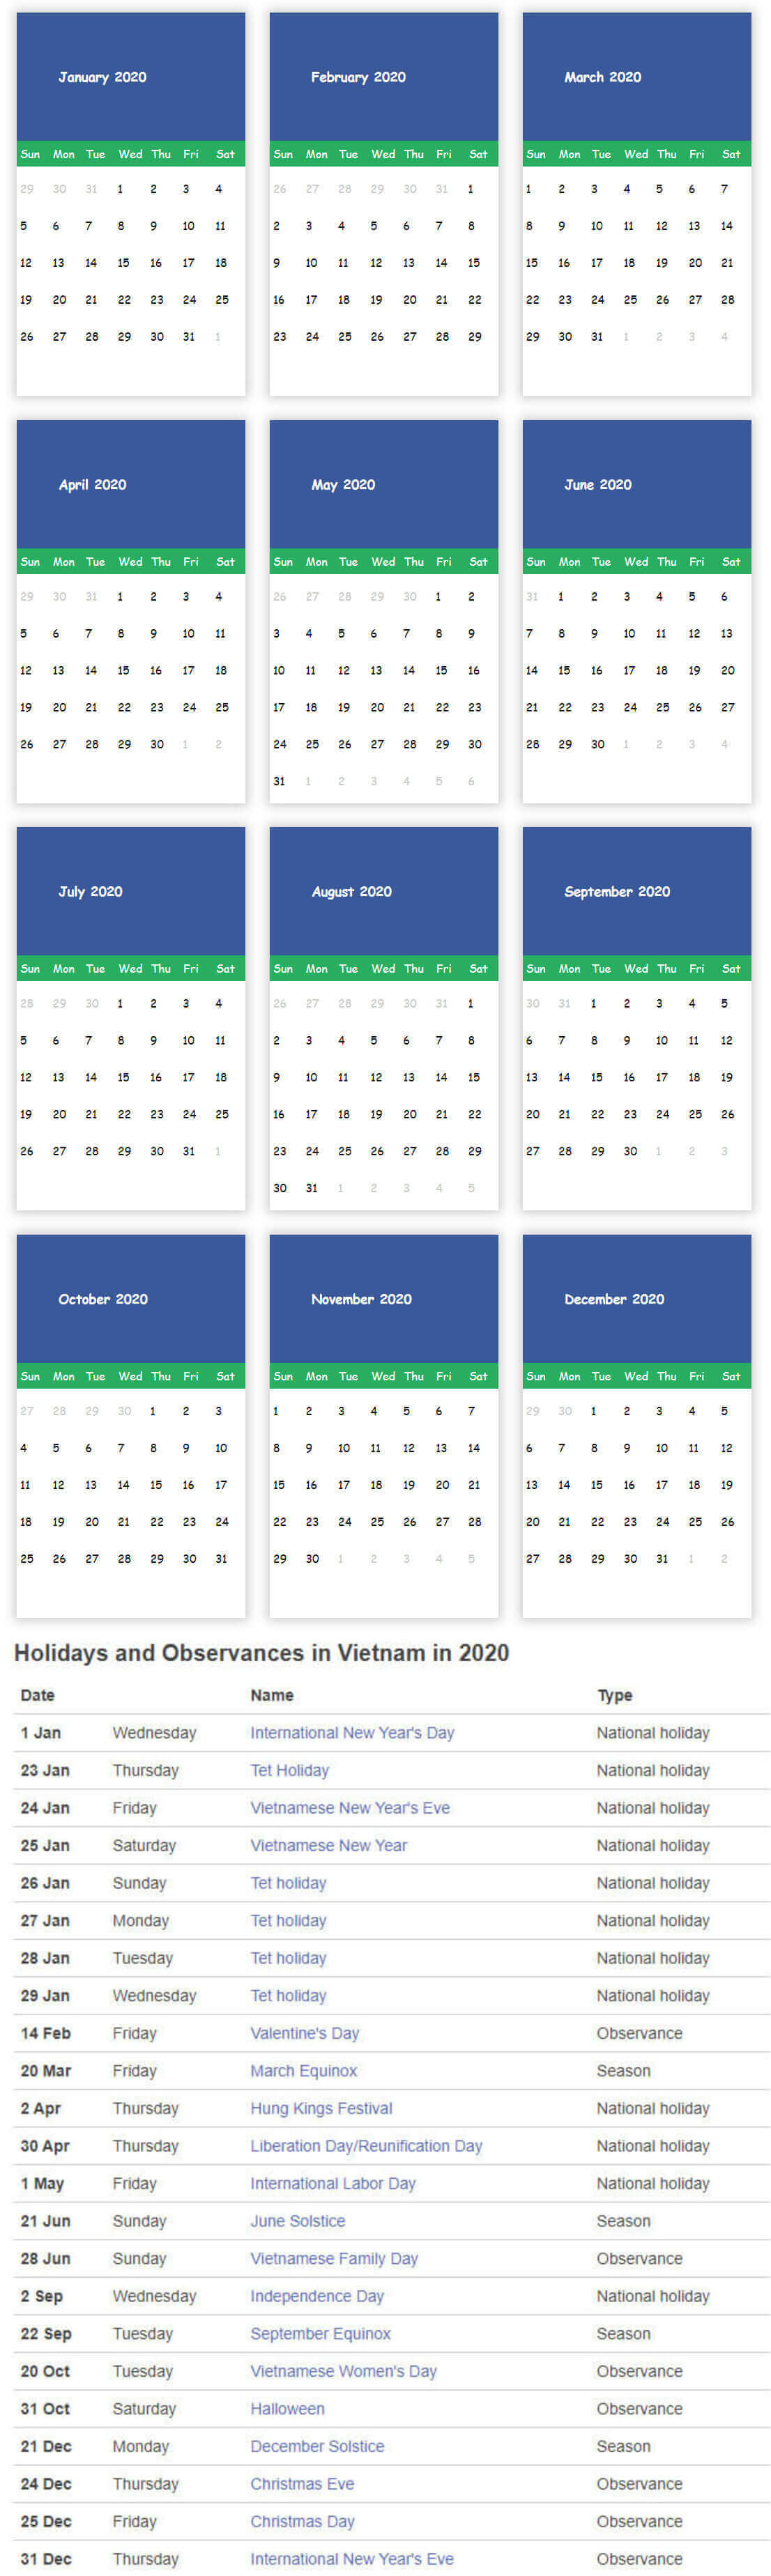 January 2020
Sun Mon Tue Wed Thu Fri Sat
29 30 31 1 2 3 4
5 6 7 8 9 10 11
12 13 14 15 16 17 18
19 20 21 22 23 24 25
26 27 28 29 30 31 1
February 2020
Sun Mon Tue Wed Thu Fri Sat
26 27 28 29 30 31 1
2 3 4 5 6 7 8
9 10 11 12 13 14 15
16 17 18 19 20 21 22
23 24 25 26 27 28 29
March 2020
Sun Mon Tue Wed Thu Fri Sat
1 2 3 4 5 6 7
8 9 10 11 12 13 14
15 16 17 18 19 20 21
22 23 24 25 26 27 28
29 30 31 1 2 3 4
April 2020
Sun Mon Tue Wed Thu Fri Sat
29 30 31 1 2 3 4
5 6 7 8 9 10 11
12 13 14 15 16 17 18
19 20 21 22 23 24 25
26 27 28 29 30 1 2
May 2020
Sun Mon Tue Wed Thu Fri Sat
26 27 28 29 30 1 2
3 4 5 6 7 8 9
10 11 12 13 14 15 16
17 18 19 20 21 22 23
24 25 26 27 28 29 30
31 1 2 3 4 5 6
June 2020
Sun Mon Tue Wed Thu Fri Sat
31 1 2 3 4 5 6
7 8 9 10 11 12 13
14 15 16 17 18 19 20
21 22 23 24 25 26 27
28 29 30 1 2 3 4
July 2020
Sun Mon Tue Wed Thu Fri Sat
28 29 30 1 2 3 4
5 6 7 8 9 10 11
12 13 14 15 16 17 18
19 20 21 22 23 24 25
26 27 28 29 30 31 1
August 2020
Sun Mon Tue Wed Thu Fri Sat
26 27 28 29 30 31 1
2 3 4 5 6 7 8
9 10 11 12 13 14 15
16 17 18 19 20 21 22
23 24 25 26 27 28 29
30 31 1 2 3 4 5
September 2020
Sun Mon Tue Wed Thu Fri Sat
30 31 1 2 3 4 5
6 7 8 9 10 11 12
13 14 15 16 17 18 19
20 21 22 23 24 25 26
27 28 29 30 1 2 3
October 2020
Sun Mon Tue Wed Thu Fri Sat
27 28 29 30 1 2 3
4 5 6 7 8 9 10
11 12 13 14 15 16 17
18 19 20 21 22 23 24
25 26 27 28 29 30 31
November 2020
Sun Mon Tue Wed Thu Fri Sat
1 2 3 4 5 6 7
8 9 10 11 12 13 14
15 16 17 18 19 20 21
22 23 24 25 26 27 28
29 30 1 2 3 4 5
December 2020
Sun Mon Tue Wed Thu Fri Sat
29 30 1 2 3 4 5
6 7 8 9 10 11 12
13 14 15 16 17 18 19
20 21 22 23 24 25 26
27 28 29 30 31 1 2
Holidays and Observances in Vietnam in 2020
Date Name Type
1 Jan Wednesday International New Year's Day National holiday
23 Jan Thursday Tet Holiday National holiday
24 Jan Friday Vietnamese New Year's Eve National holiday
25 Jan Saturday Vietnamese New Year National holiday
26 Jan Sunday Tet holiday National holiday
27 Jan Monday Tet holiday National holiday
28 Jan Tuesday Tet holiday National holiday
29 Jan Wednesday Tet holiday National holiday
14 Feb Friday Valentine's Day Observance
20 Mar Friday March Equinox Season
2 Apr Thursday Hung Kings Festival National holiday
30 Apr Thursday Liberation Day/Reunification Day National holiday
1 May Friday International Labor Day National holiday
21 Jun Sunday June Solstice Season
28 Jun Sunday Vietnamese Family Day Observance
2 Sep Wednesday Independence Day National holiday
22 Sep Tuesday September Equinox Season
20 Oct Tuesday Vietnamese Women's Day Observance
31 Oct Saturday Halloween Observance
21 Dec Monday December Solstice Season
24 Dec Thursday Christmas Eve Observance
25 Dec Friday Christmas Day Observance
31 Dec Thursday International New Year's Eve Observance